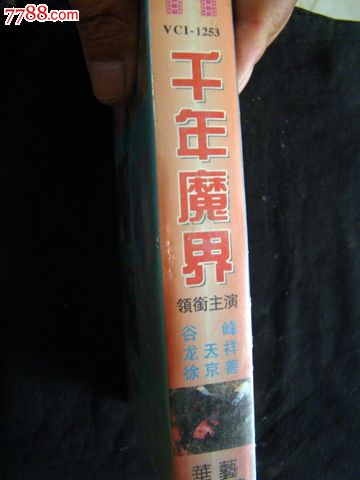 7788.com
VCI-1253
千年魔界
領銜主演
谷峰
龙天祥
徐京善
華藝